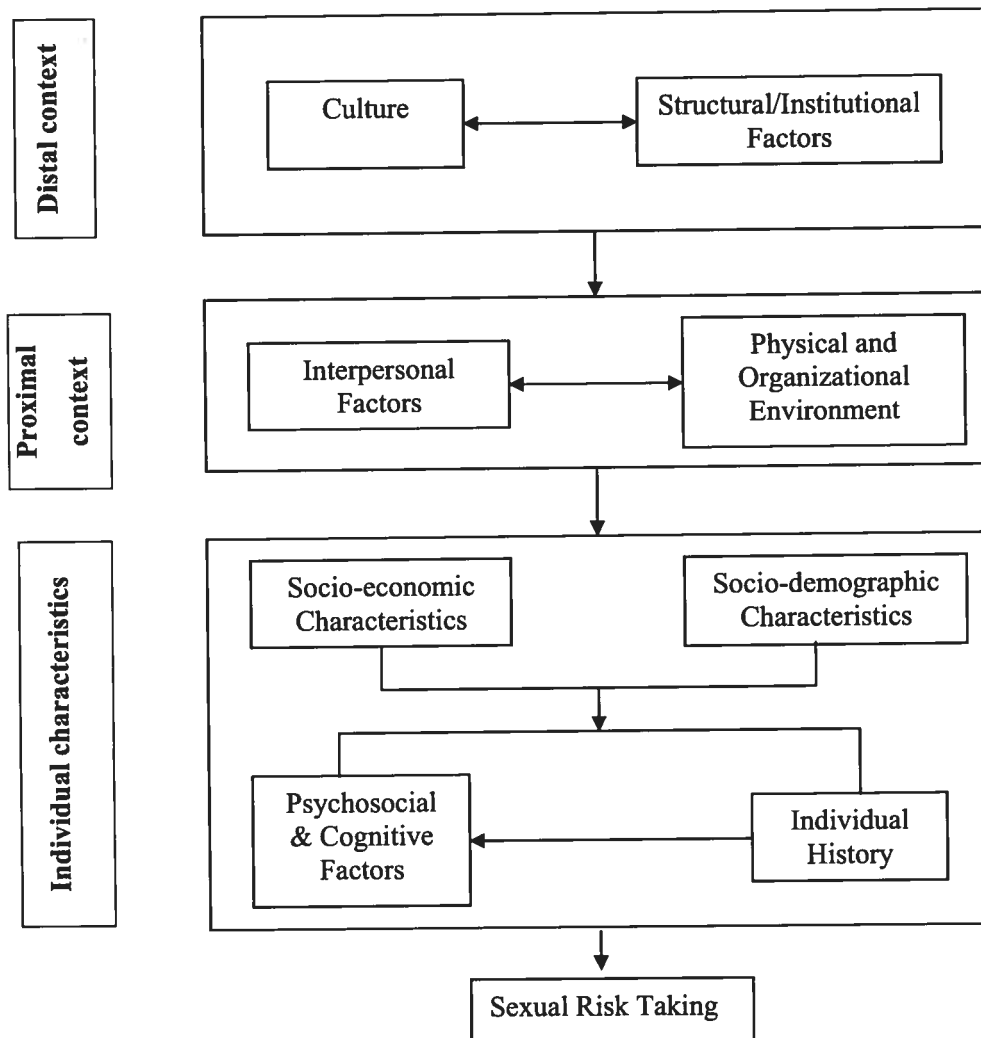 Distal context
Culture
Structural/Institutional
Factors
Proximal
context
Interpersonal
Factors
Physical and
Organizational
Environment
Individual characteristics
Socio-economic
Characteristics
Socio-demographic
Characteristics
Psychosocial
& Cognitive
Factors
Individual
History
Sexual Risk Taking